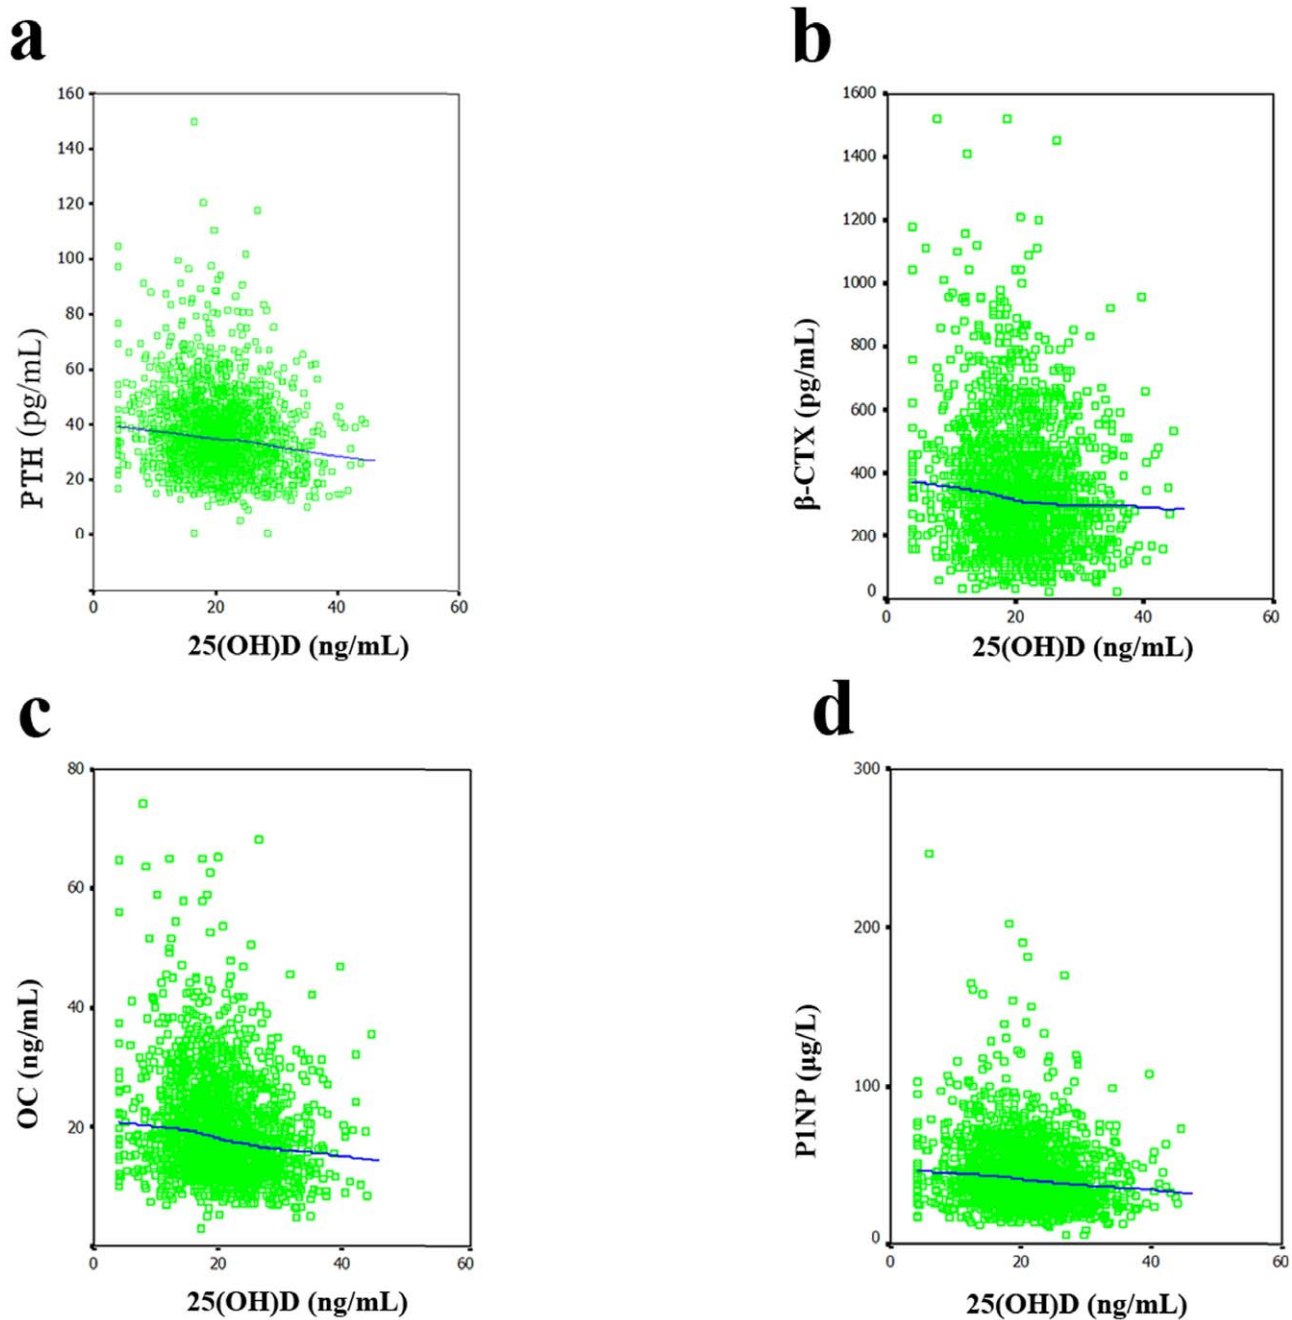 a
160
140
120
100
80
60
40
20
0
PTH (pg/mL)
0 20 40 60
25(OH)D (ng/mL)
b
1600
1400
1200
1000
800
600
400
200
0
β-CTX (pg/mL)
0 20 40 60
25(OH)D (ng/mL)
c
80
60
40
20
OC (ng/mL)
0 20 40 60
25(OH)D (ng/mL)
d
300
200
100
0
P1NP (µg/L)
0 20 40 60
25(OH)D (ng/mL)